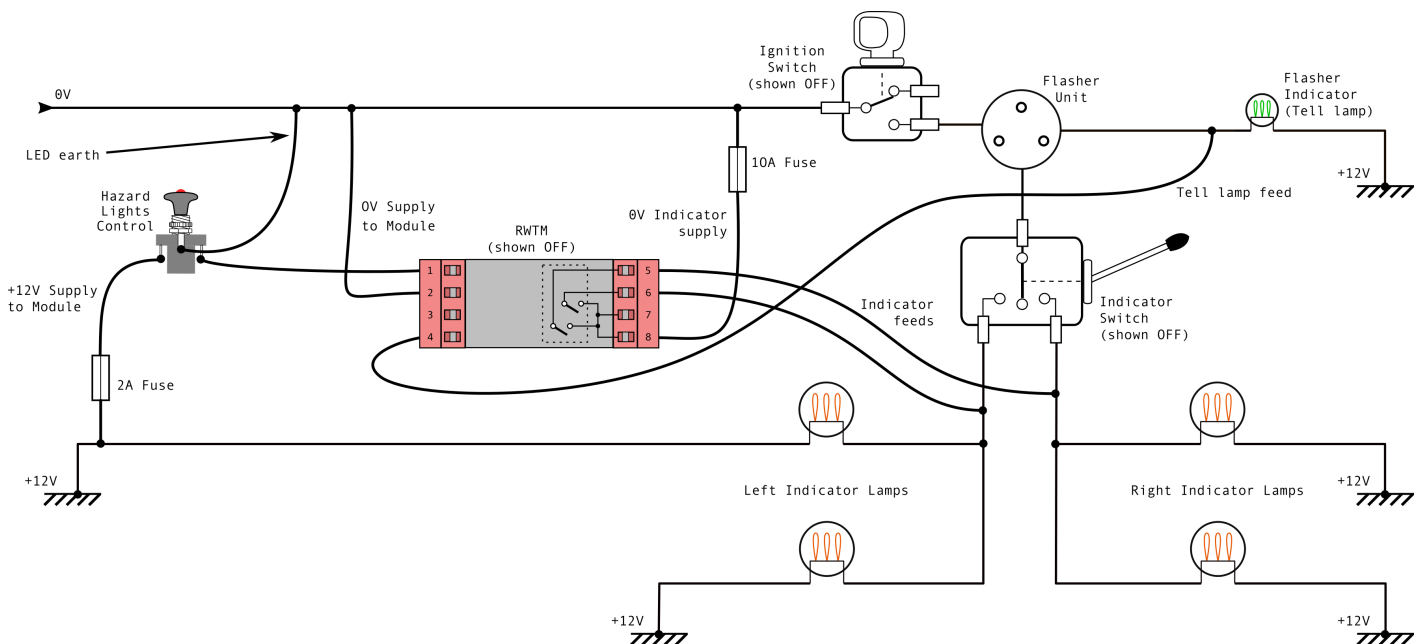 Ignition
Switch
(shown OFF)
Flasher
Unit
Flasher
Indicator
(Tell lamp)
0V
LED earth
10A Fuse
+12V
Tell lamp feed
Hazard
Lights
Control
OV Supply
to Module
0V Indicator
supply
RWTM
(shown OFF)
1
2
3
4
5
6
7
8
+12V Supply
to Module
Indicator
feeds
Indicator
Switch
(shown OFF)
2A Fuse
+12V
Left Indicator Lamps
Right Indicator Lamps
+12V
+12V
+12V